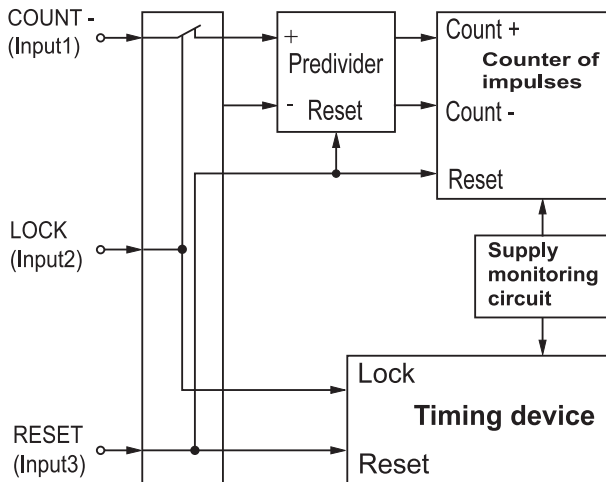 COUNT -
(Input1)
+
Predivider
-
Reset
Count +
Counter of
impulses
Count -
Reset
LOCK
(Input2)
Supply
monitoring
circuit
Lock
Timing device
RESET
(Input3)
Reset